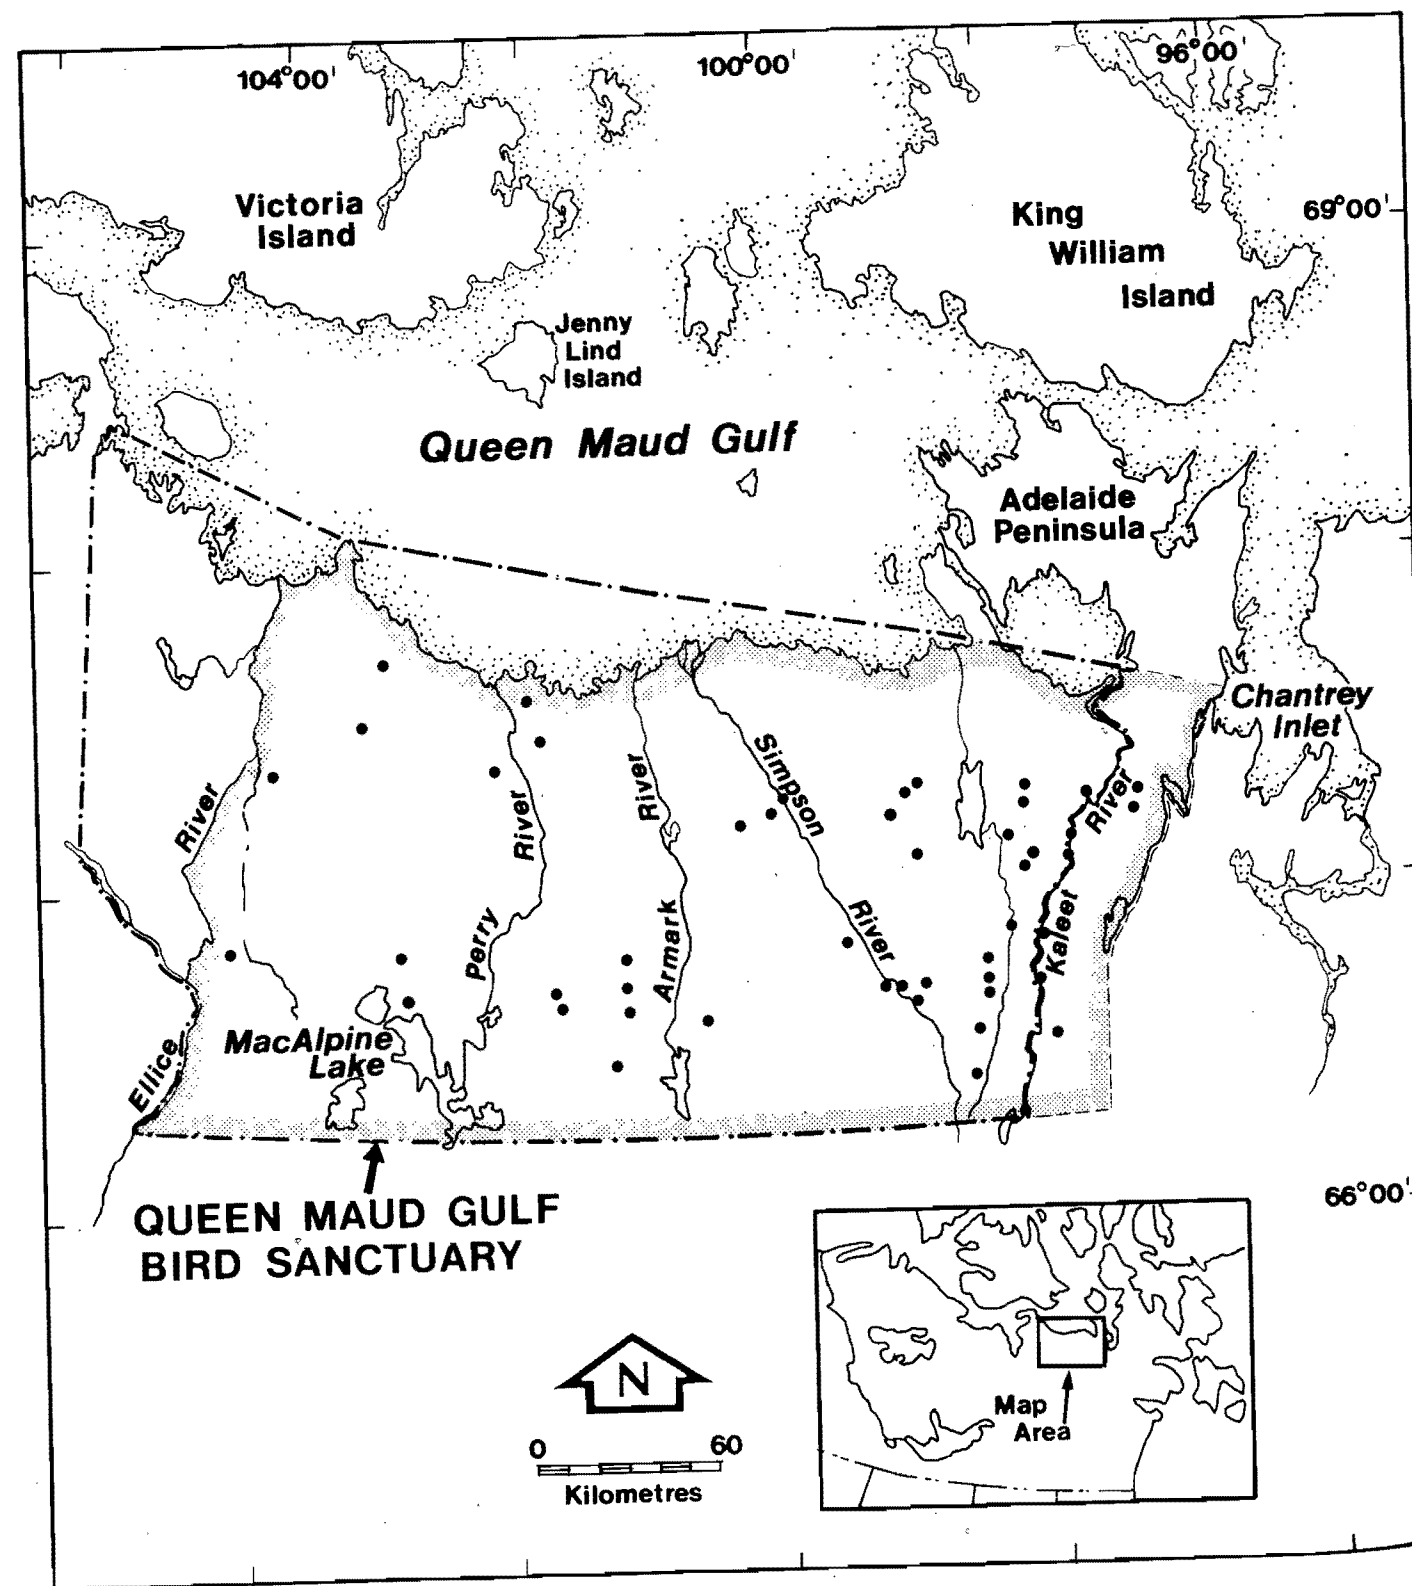 104°00'
100°00'
96°00'
69°00'
Victoria
Island
King
William
Island
Jenny
Lind
Island
Queen Maud Gulf
Adelaide
Peninsula
Chantrey
Inlet
River
River
River
Simpson
River
River
Perry
Armark
Kaleet
MacAlpine
Lake
Ellice
66°00'
QUEEN MAUD GULF
BIRD SANCTUARY
N
0 60
Kilometres
Map
Area